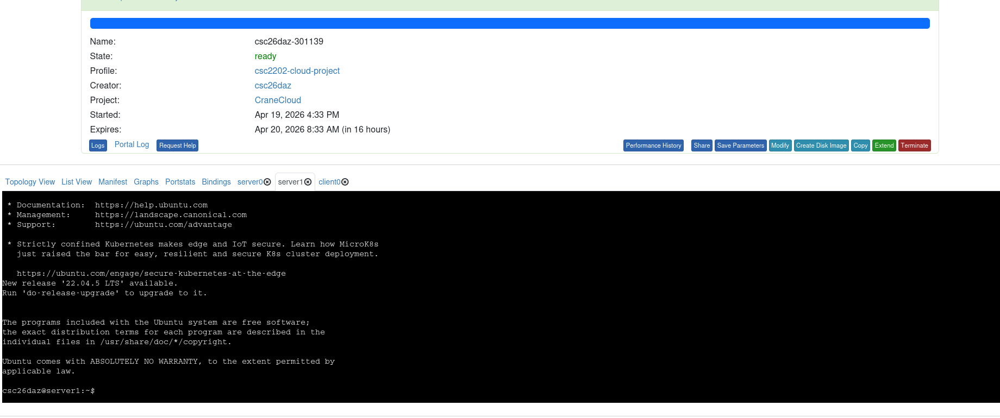 Name: csc26daz-301139
State: ready
Profile: csc2202-cloud-project
Creator: csc26daz
Project: CraneCloud
Started: Apr 19, 2026 4:33 PM
Expires: Apr 20, 2026 8:33 AM (in 16 hours)
Logs Portal Log Request Help Performance History Share Save Parameters Modify Create Disk Image Copy Extend Terminate
Topology View List View Manifest Graphs Portstats Bindings server0 server1 client0
* Documentation:  https://help.ubuntu.com
* Management:     https://landscape.canonical.com
* Support:        https://ubuntu.com/advantage
* Strictly confined Kubernetes makes edge and IoT secure. Learn how MicroK8s
just raised the bar for easy, resilient and secure K8s cluster deployment.
https://ubuntu.com/engage/secure-kubernetes-at-the-edge
New release '22.04.5 LTS' available.
Run 'do-release-upgrade' to upgrade to it.
The programs included with the Ubuntu system are free software;
the exact distribution terms for each program are described in the
individual files in /usr/share/doc/*/copyright.
Ubuntu comes with ABSOLUTELY NO WARRANTY, to the extent permitted by
applicable law.
csc26daz@server1:~$